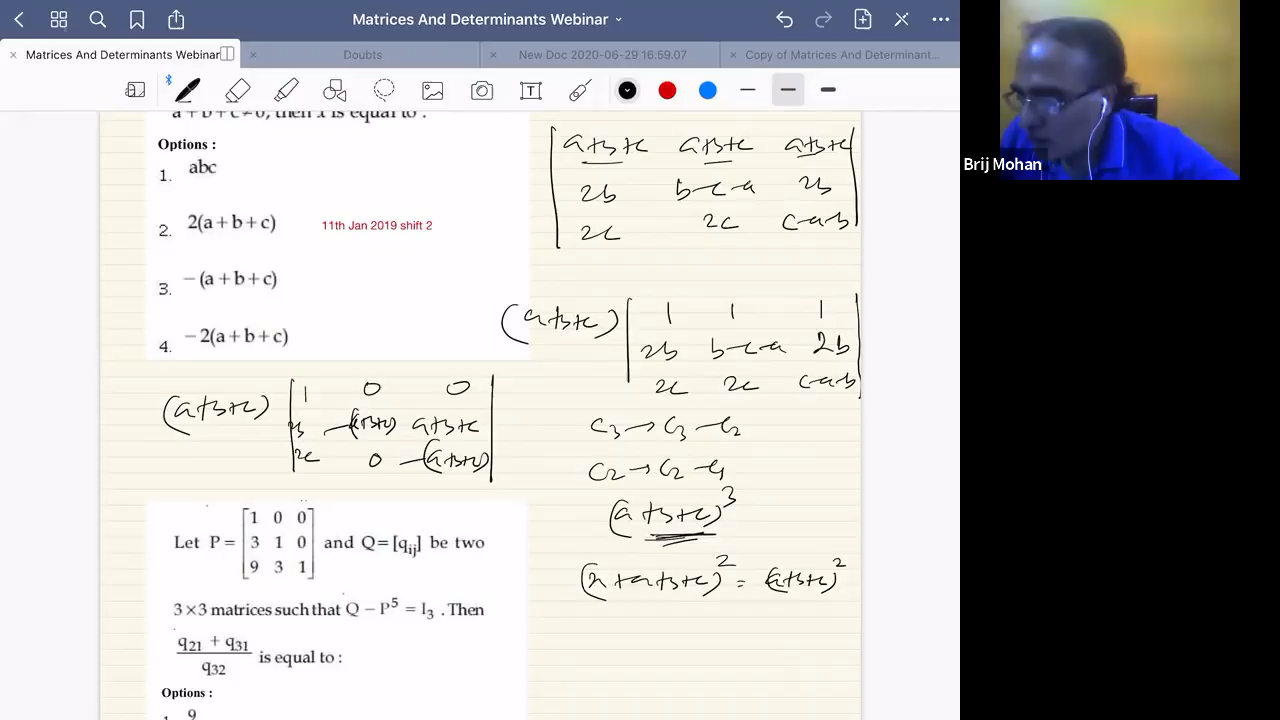 Matrices And Determinants Webinar
Matrices And Determinants Webinar
Doubts
New Doc 2020-06-29 16.59.07
Copy of Matrices And Determinant...
Brij Mohan
a+b+c≠0, then x is equal to :
Options :
1. abc
2. 2(a+b+c)
11th Jan 2019 shift 2
3. −(a+b+c)
4. −2(a+b+c)
a+b+c a+b+c a+b+c
2b b-c-a 2b
2c 2c c-a-b
(a+b+c) 1 1 1
2b b-c-a 2b
2c 2c c-a-b
C3→C3-C2
C2→C2-C1
(a+b+c)³
(x+a+b+c)² = (a+b+c)²
(a+b+c) 1 0 0
2b -(a+b+c) a+b+c
2c 0 -(a+b+c)
1 0 0
Let P = 3 1 0 and Q = [qij] be two
9 3 1
3×3 matrices such that Q − P⁵ = I₃ . Then
q21 + q31
is equal to :
q32
Options :
9